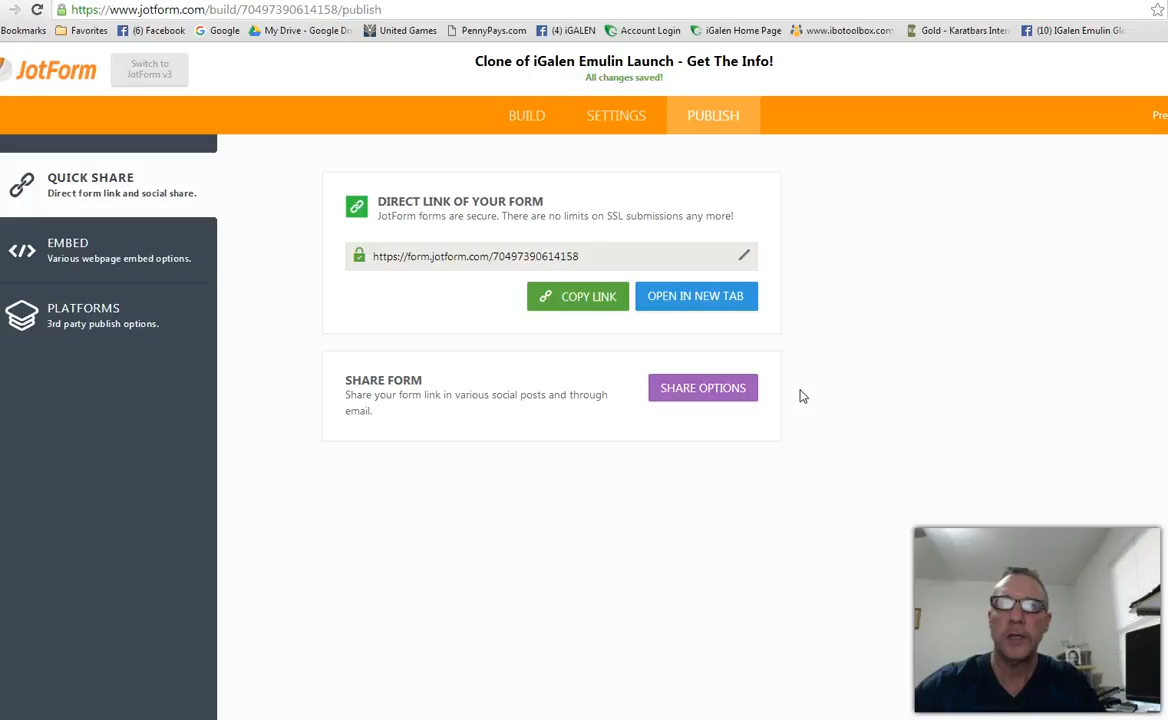 https://www.jotform.com/build/70497390614158/publish
Bookmarks Favorites (6) Facebook Google My Drive - Google Dr United Games PennyPays.com (4) iGALEN Account Login iGalen Home Page www.ibotoolbox.com Gold - Karatbars Inter (10) IGalen Emulin Glo
JotForm
Switch to
JotForm v3
Clone of iGalen Emulin Launch - Get The Info!
All changes saved!
BUILD SETTINGS PUBLISH
Pre
QUICK SHARE
Direct form link and social share.
EMBED
Various webpage embed options.
PLATFORMS
3rd party publish options.
DIRECT LINK OF YOUR FORM
JotForm forms are secure. There are no limits on SSL submissions any more!
https://form.jotform.com/70497390614158
COPY LINK OPEN IN NEW TAB
SHARE FORM
Share your form link in various social posts and through
email.
SHARE OPTIONS